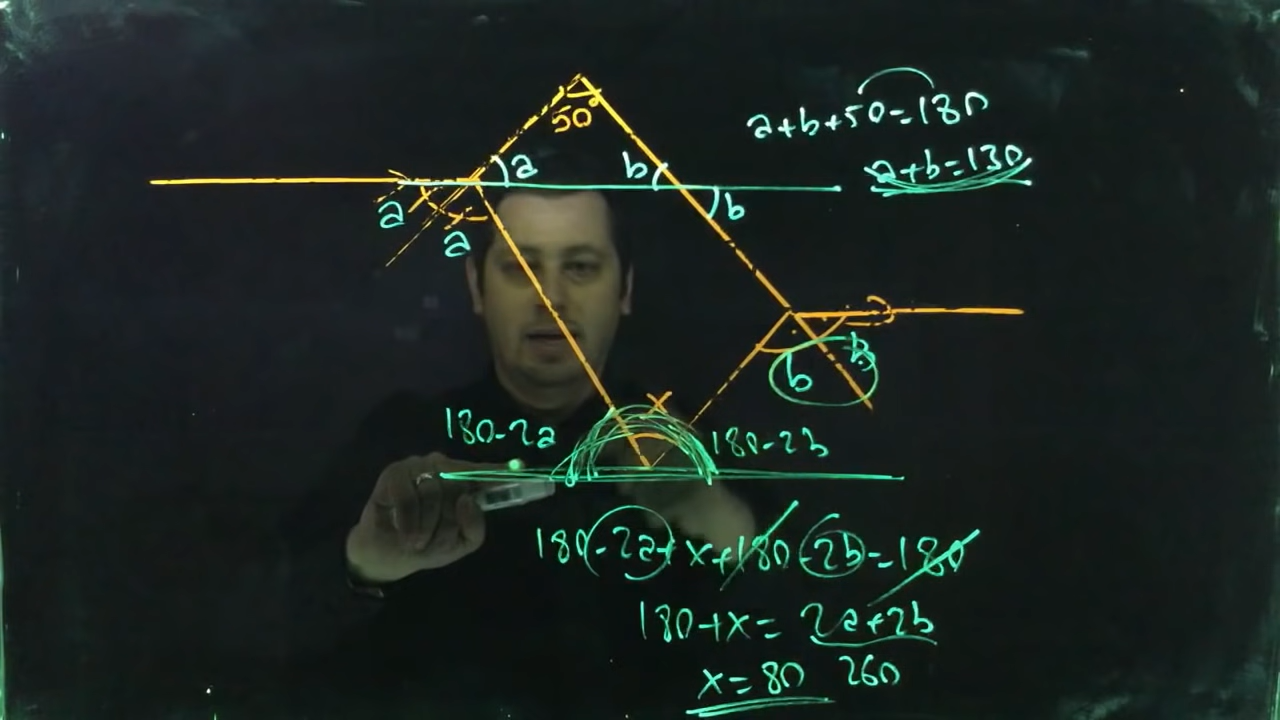 50
a+b+50=180
a
b
a+b=130
a
b
a
b
b
x
180-2a
180-2b
180-2a+x+180-2b=180
180+x=2a+2b
x=80 260